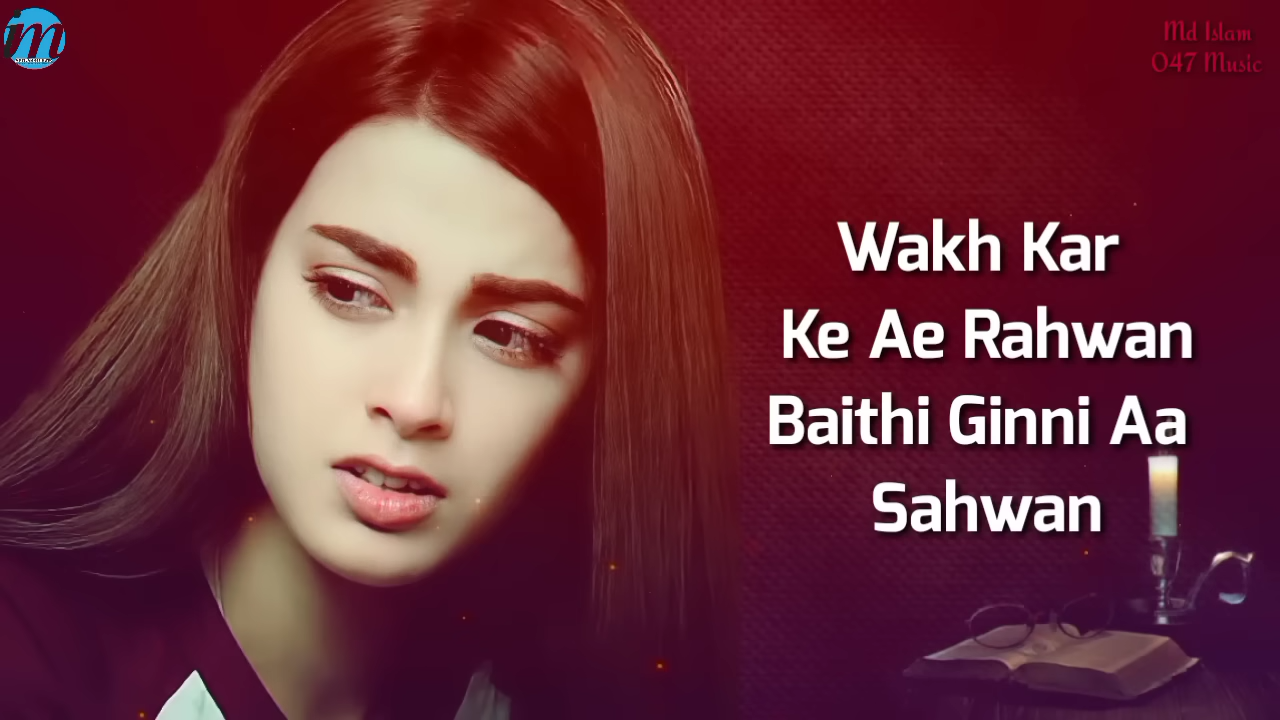 m
Md Islam
047 Music
Wakh Kar
Ke Ae Rahwan
Baithi Ginni Aa
Sahwan